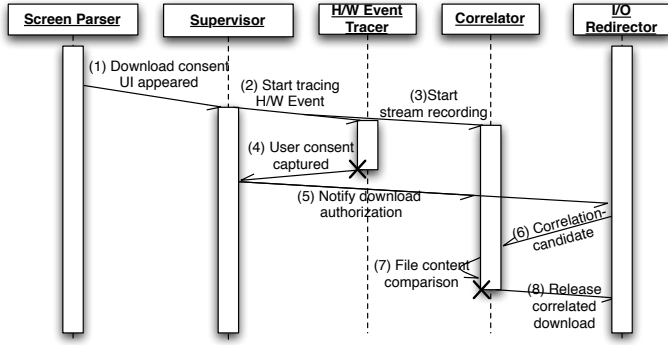 Screen Parser
Supervisor
H/W Event
Tracer
Correlator
I/O
Redirector
(1) Download consent
UI appeared
(2) Start tracing
H/W Event
(3)Start
stream recording
(4) User consent
captured
(5) Notify download
authorization
(6) Correlation-
candidate
(7) File content
comparison
(8) Release
correlated
download